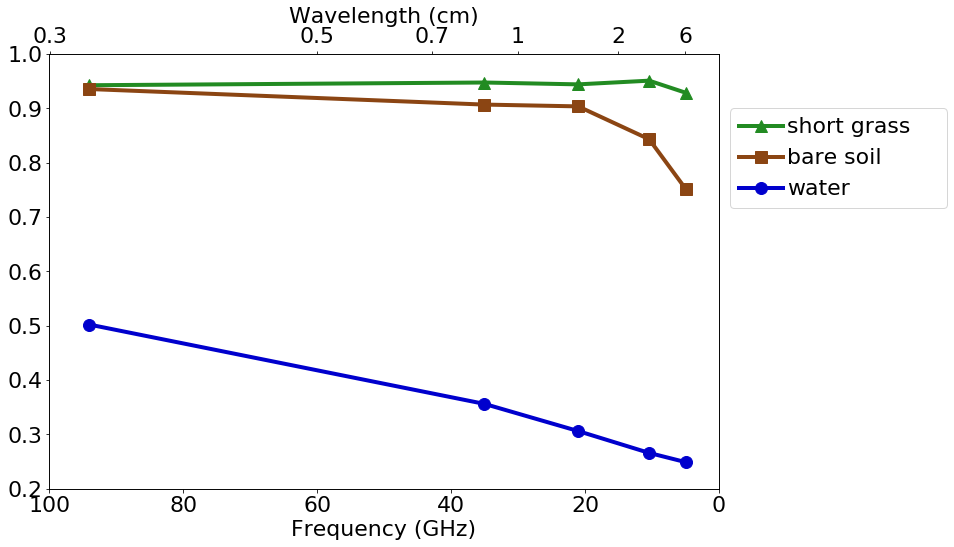 Wavelength (cm)
0.3 0.5 0.7 1 2 6
1.0
0.9
0.8
0.7
0.6
0.5
0.4
0.3
0.2
short grass
bare soil
water
100 80 60 40 20 0
Frequency (GHz)